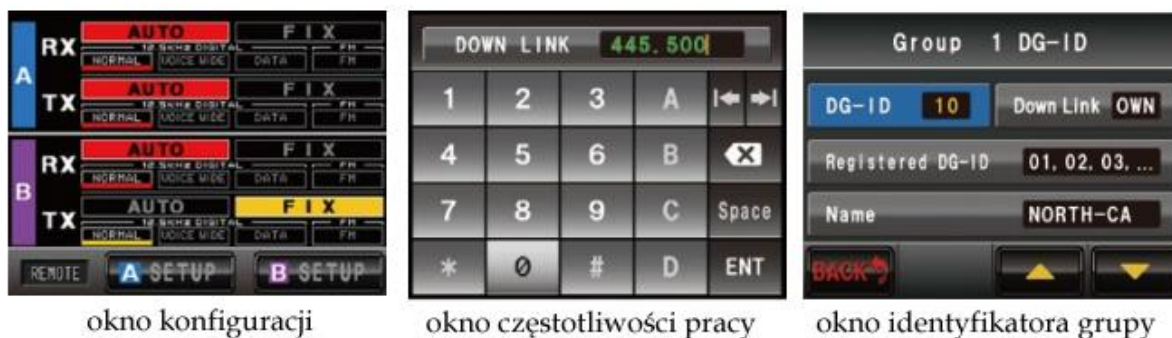 A
RX
AUTO
FIX
12.5KHz DIGITAL
FM
NORMAL
VOICE WIDE
DATA
FM
TX
AUTO
FIX
12.5KHz DIGITAL
FM
NORMAL
VOICE WIDE
DATA
FM
B
RX
AUTO
FIX
12.5KHz DIGITAL
FM
NORMAL
VOICE WIDE
DATA
FM
TX
AUTO
FIX
12.5KHz DIGITAL
FM
NORMAL
VOICE WIDE
DATA
FM
REMOTE
A SETUP
B SETUP
okno konfiguracji
DOWN LINK 445.500
1 2 3 A
4 5 6 B
7 8 9 C Space
* 0 # D ENT
okno częstotliwości pracy
Group 1 DG-ID
DG-ID 10 Down Link OWN
Registered DG-ID 01, 02, 03, ...
Name NORTH-CA
BACK
okno identyfikatora grupy